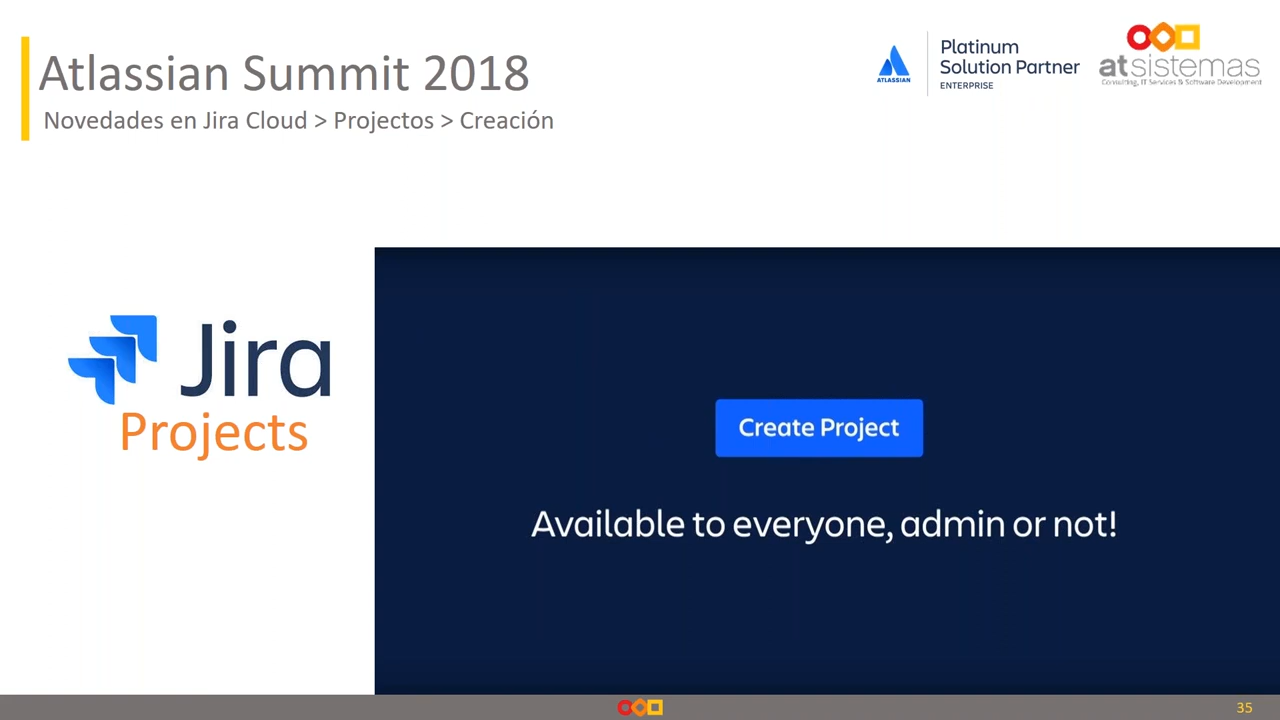 Atlassian Summit 2018
Novedades en Jira Cloud > Projectos > Creación
ATLASSIAN
Platinum
Solution Partner
ENTERPRISE
atsistemas
Consulting, IT Services & Software Development
Jira
Projects
Create Project
Available to everyone, admin or not!
35